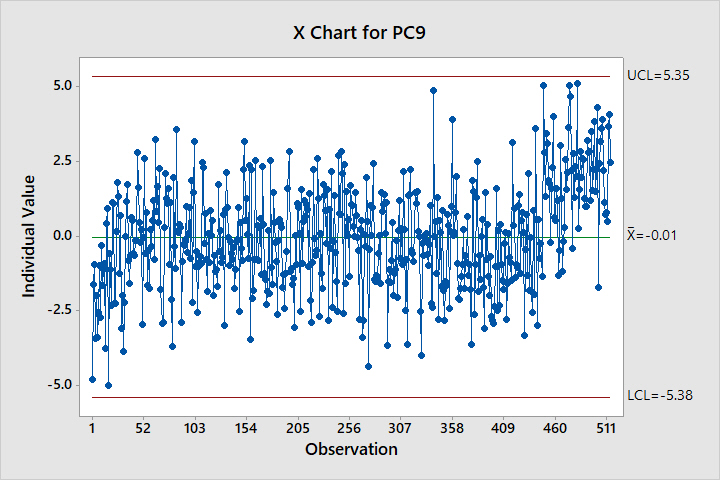 X Chart for PC9
UCL=5.35
5.0
2.5
0.0
X̄=-0.01
-2.5
-5.0
LCL=-5.38
Individual Value
1 52 103 154 205 256 307 358 409 460 511
Observation